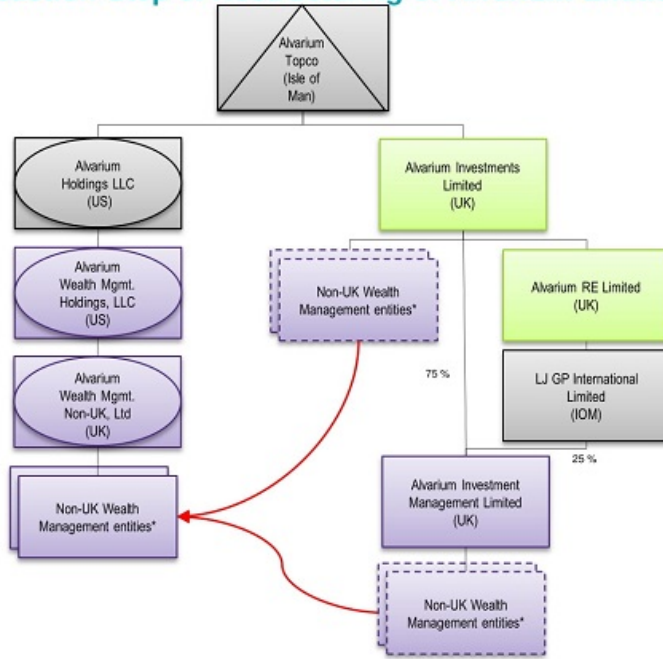 Alvarium
Topco
(Isle of
Man)
Alvarium
Holdings LLC
(US)
Alvarium Investments
Limited
(UK)
Alvarium
Wealth Mgmt.
Holdings, LLC
(US)
Non-UK Wealth
Management entities*
Alvarium RE Limited
(UK)
Alvarium
Wealth Mgmt.
Non-UK, Ltd
(UK)
75 %
LJ GP International
Limited
(IOM)
25 %
Non-UK Wealth
Management entities*
Alvarium Investment
Management Limited
(UK)
Non-UK Wealth
Management entities*